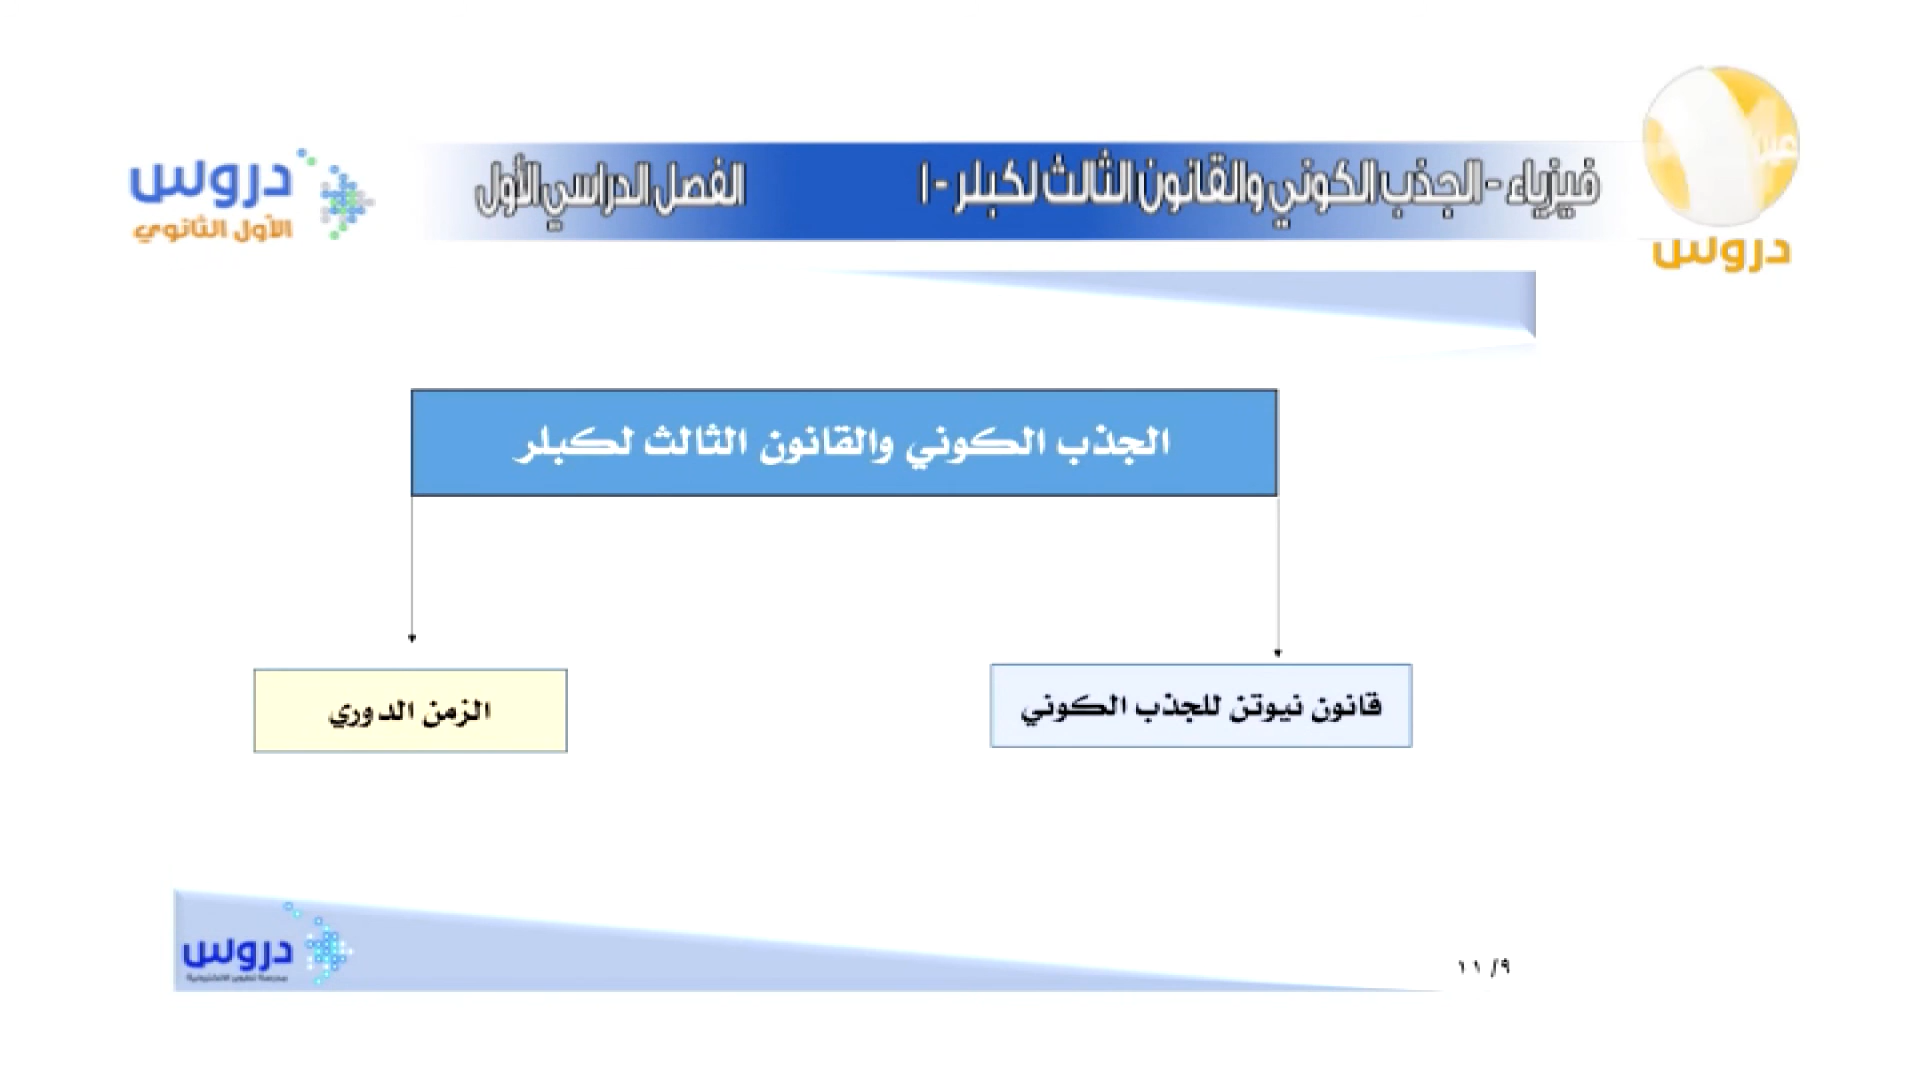 فيزياء - الجذب الكوني والقانون الثالث لكبلر - ١
الفصل الدراسي الأول
دروس
الأول الثانوي
عين
دروس
الجذب الكوني والقانون الثالث لكبلر
قانون نيوتن للجذب الكوني
الزمن الدوري
دروس
١١ /٩